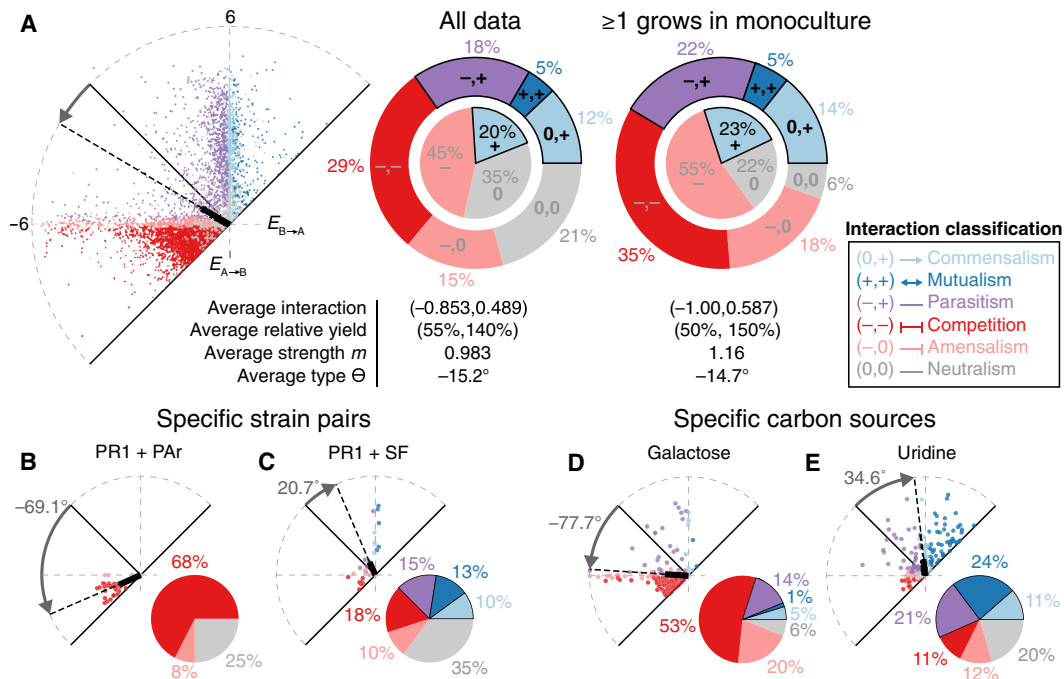 A
6
−6
E B→A
E A→B
All data
≥1 grows in monoculture
18%
5%
12%
21%
15%
29%
−,+
+,+
0,+
0,0
−,0
−,−
20%
+
45%
−
35%
0
22%
5%
14%
6%
18%
35%
−,+
+,+
0,+
0,0
−,0
−,−
23%
+
55%
−
22%
0
Average interaction (−0.853,0.489) (−1.00,0.587)
Average relative yield (55%,140%) (50%, 150%)
Average strength m 0.983 1.16
Average type Θ −15.2° −14.7°
Interaction classification
(0,+) Commensalism
(+,+) Mutualism
(−,+) Parasitism
(−,−) Competition
(−,0) Amensalism
(0,0) Neutralism
Specific strain pairs
Specific carbon sources
B
PR1 + PAr
−69.1°
68%
25%
8%
C
PR1 + SF
20.7°
15%
13%
10%
18%
10%
35%
D
Galactose
−77.7°
14%
1%
5%
6%
53%
20%
E
Uridine
34.6°
24%
11%
21%
20%
11%
12%